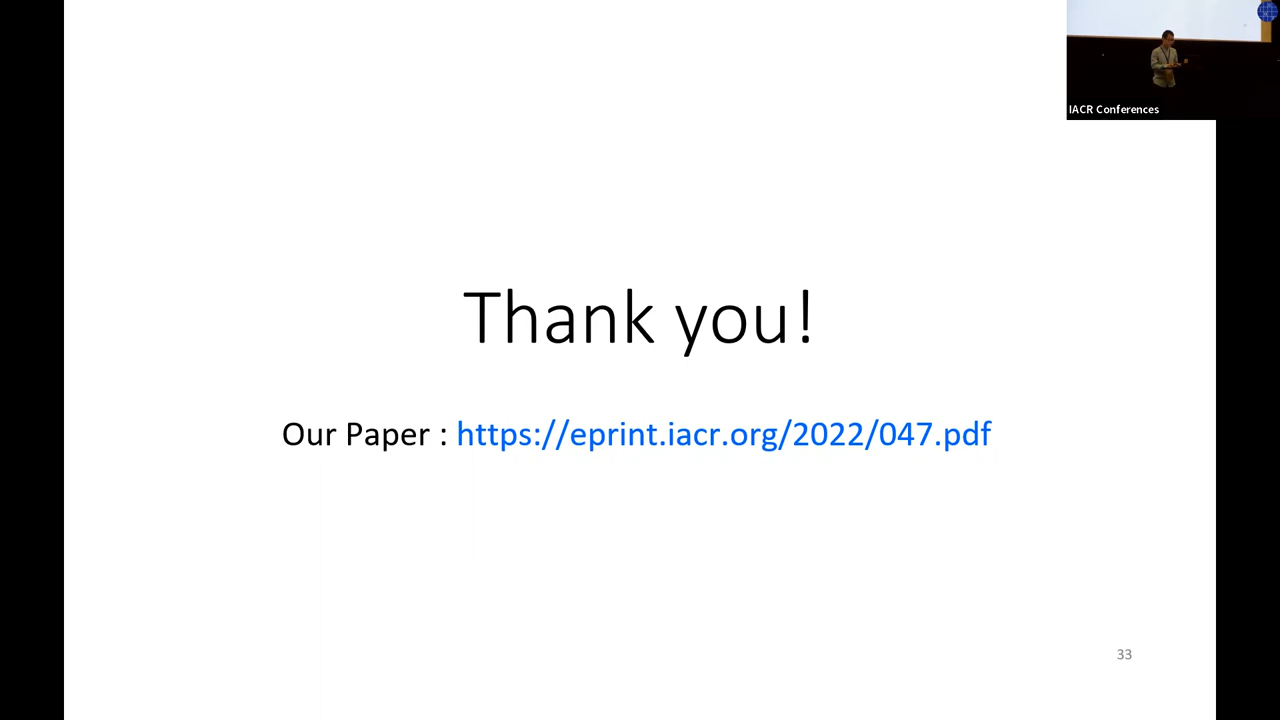 IACR Conferences
Thank you!
Our Paper : https://eprint.iacr.org/2022/047.pdf
33